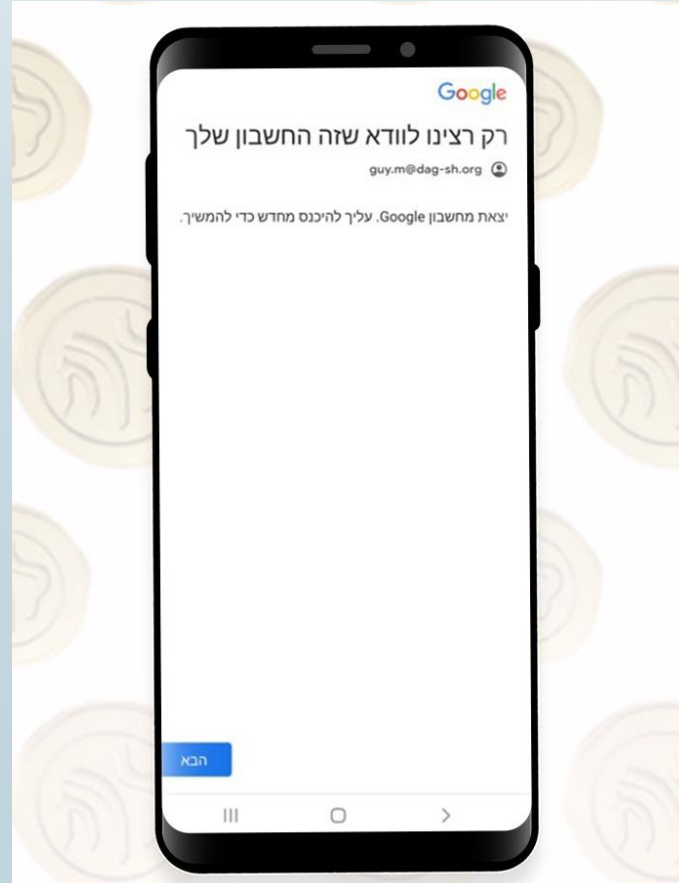 Google
רק רצינו לוודא שזה החשבון שלך
guy.m@dag-sh.org
יצאת מחשבון Google. עליך להיכנס מחדש כדי להמשיך.
הבא